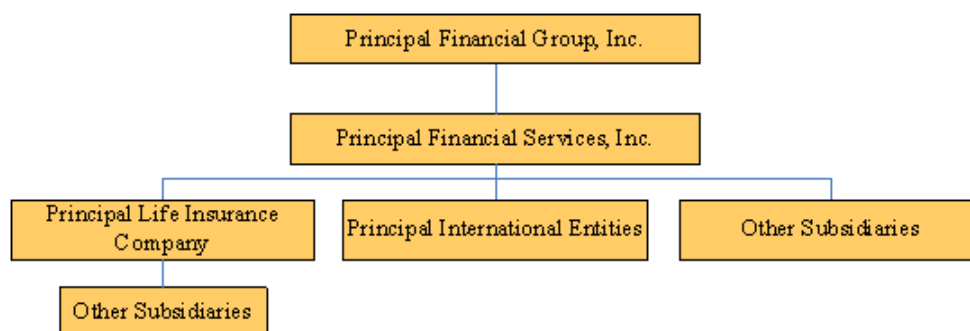 Principal Financial Group, Inc.
Principal Financial Services, Inc.
Principal Life Insurance
Company
Principal International Entities
Other Subsidiaries
Other Subsidiaries